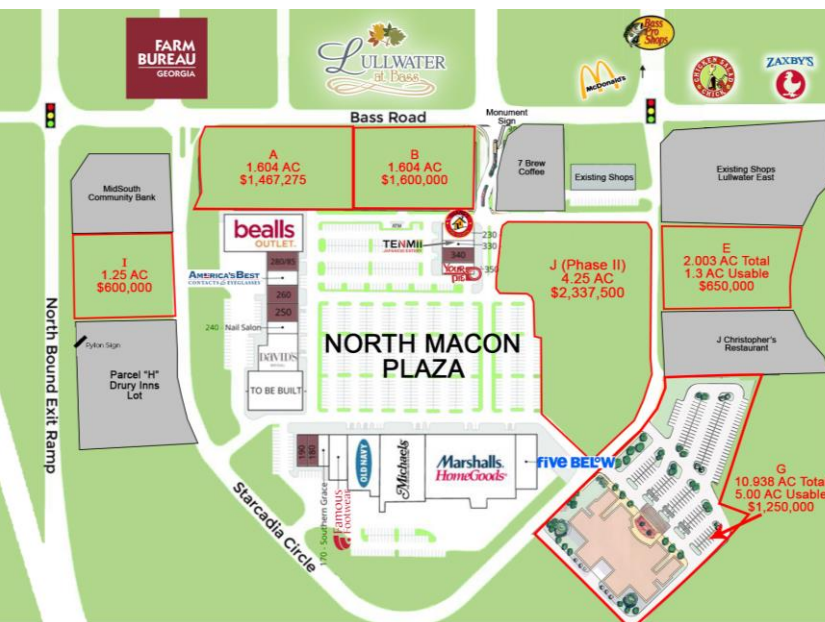 FARM
BUREAU
GEORGIA
LULLWATER
at Bass
Bass
Pro
Shops
McDonald's
CHICKEN SALAD
CHICK
ZAXBY'S
Bass Road
Monument
Sign
A
1.604 AC
$1,467,275
B
1.604 AC
$1,600,000
7 Brew
Coffee
Existing Shops
Existing Shops
Lullwater East
MidSouth
Community Bank
I
1.25 AC
$600,000
bealls
OUTLET.
280/85
AMERICA'S BEST
CONTACTS & EYEGLASSES
260
250
240 - Nail Salon
DAVID'S
BRIDAL
TO BE BUILT
TENMII
230
330
340
350
YOUR
PIE
J (Phase II)
4.25 AC
$2,337,500
E
2.003 AC Total
1.3 AC Usable
$650,000
J Christopher's
Restaurant
NORTH MACON
PLAZA
North Bound Exit Ramp
Pylon Sign
Parcel "H"
Drury Inns
Lot
190
180
170 - Southern Grace
Famous
Footwear
OLD NAVY
Michaels
Marshalls.
HomeGoods
five BELOW
G
10.938 AC Total
5.00 AC Usable
$1,250,000
Starcadia Circle